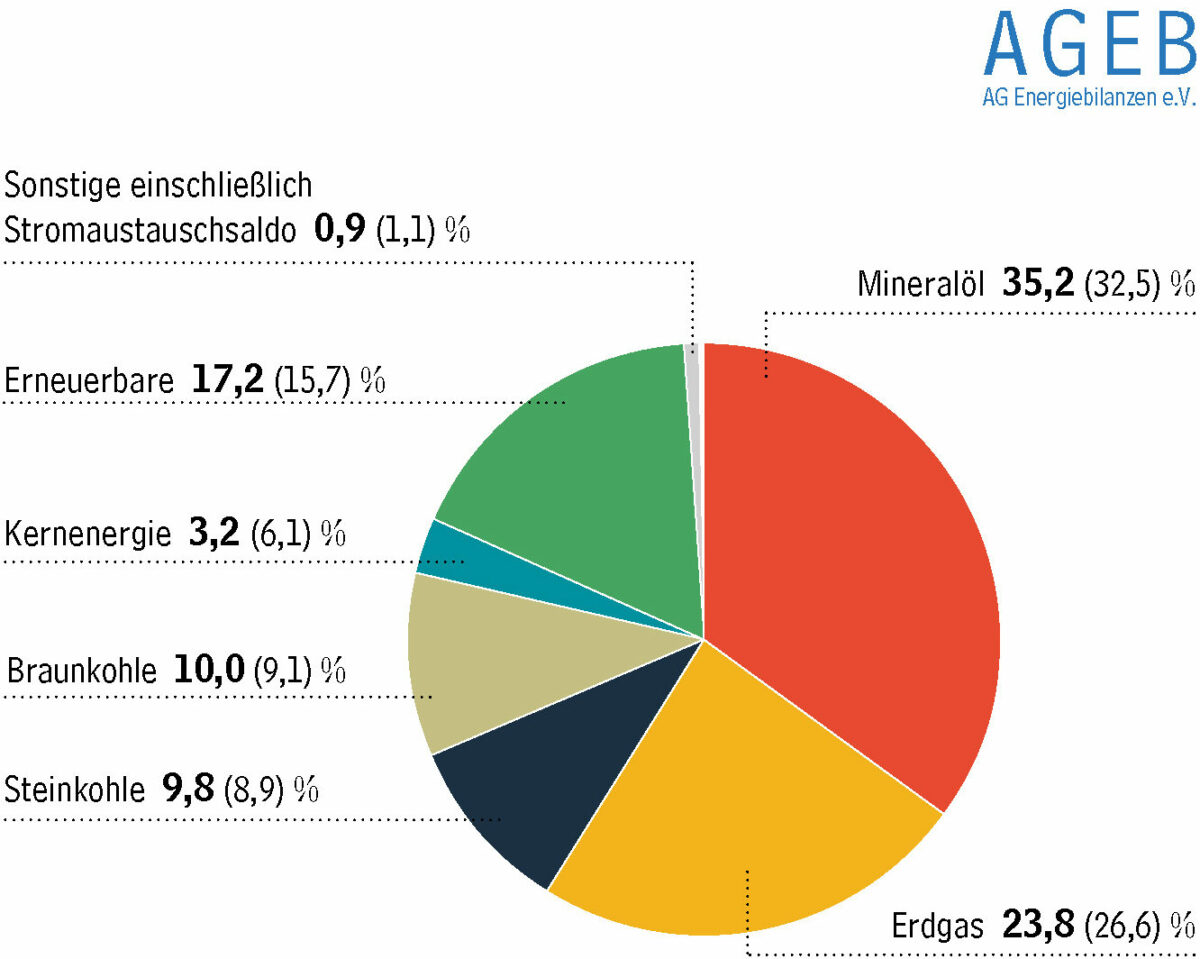 AGEB
AG Energiebilanzen e.V.
Sonstige einschließlich
Stromaustauschsaldo 0,9 (1,1) %
Mineralöl 35,2 (32,5) %
Erneuerbare 17,2 (15,7) %
Kernenergie 3,2 (6,1) %
Braunkohle 10,0 (9,1) %
Steinkohle 9,8 (8,9) %
Erdgas 23,8 (26,6) %